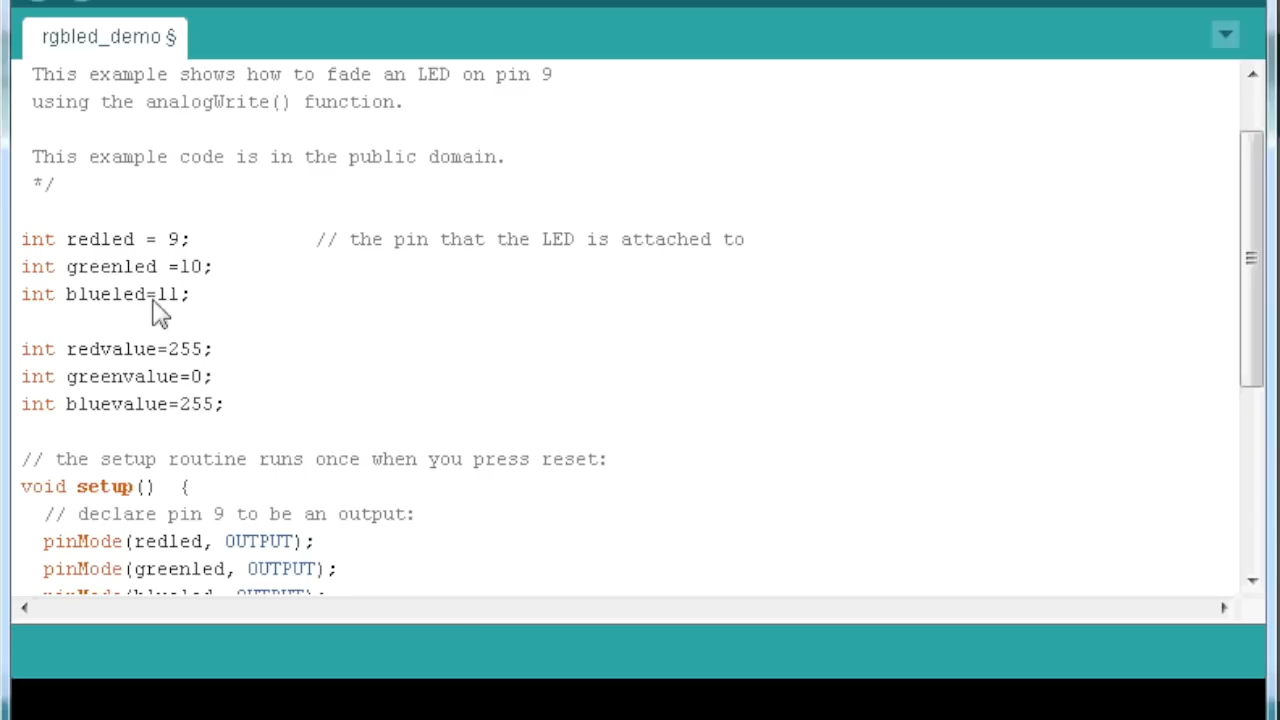 rgbled_demo §
This example shows how to fade an LED on pin 9
using the analogWrite() function.
This example code is in the public domain.
*/
int redled = 9; // the pin that the LED is attached to
int greenled =10;
int blueled=11;
int redvalue=255;
int greenvalue=0;
int bluevalue=255;
// the setup routine runs once when you press reset:
void setup() {
// declare pin 9 to be an output:
pinMode(redled, OUTPUT);
pinMode(greenled, OUTPUT);
pinMode(blueled, OUTPUT);